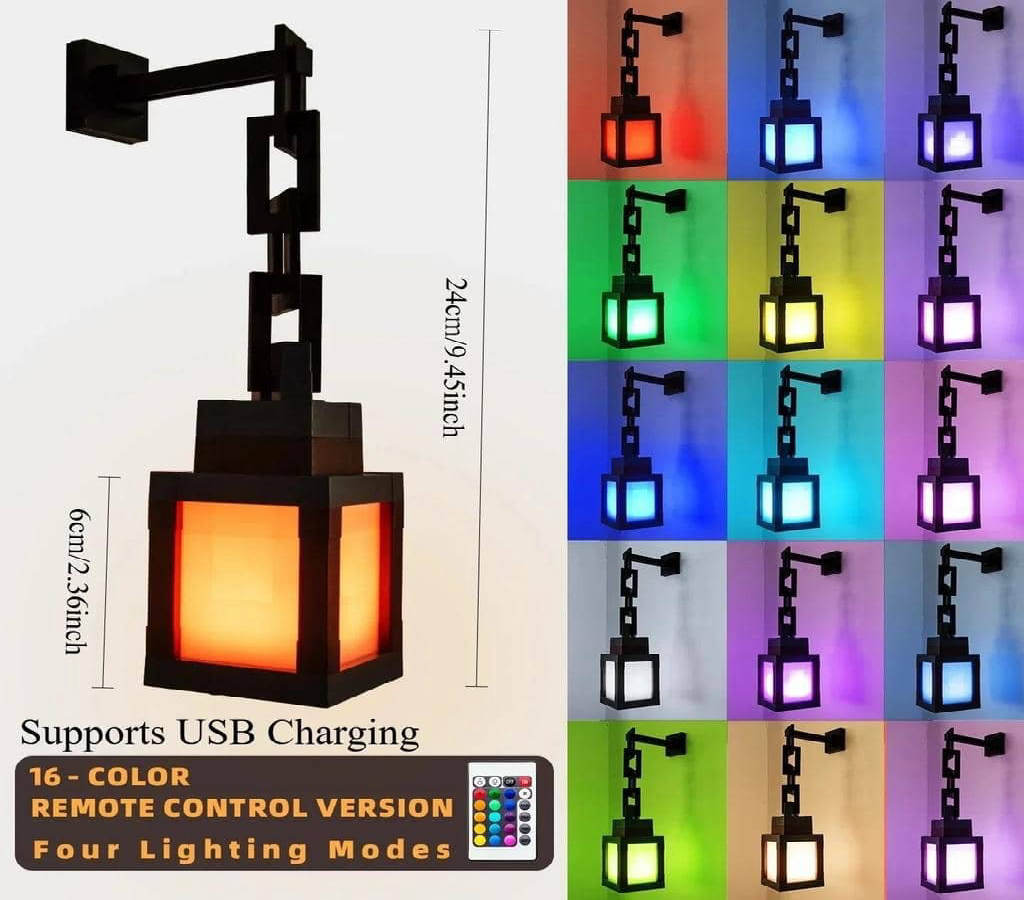 24cm/9.45inch
6cm/2.36inch
Supports USB Charging
16 - COLOR
REMOTE CONTROL VERSION
Four Lighting Modes